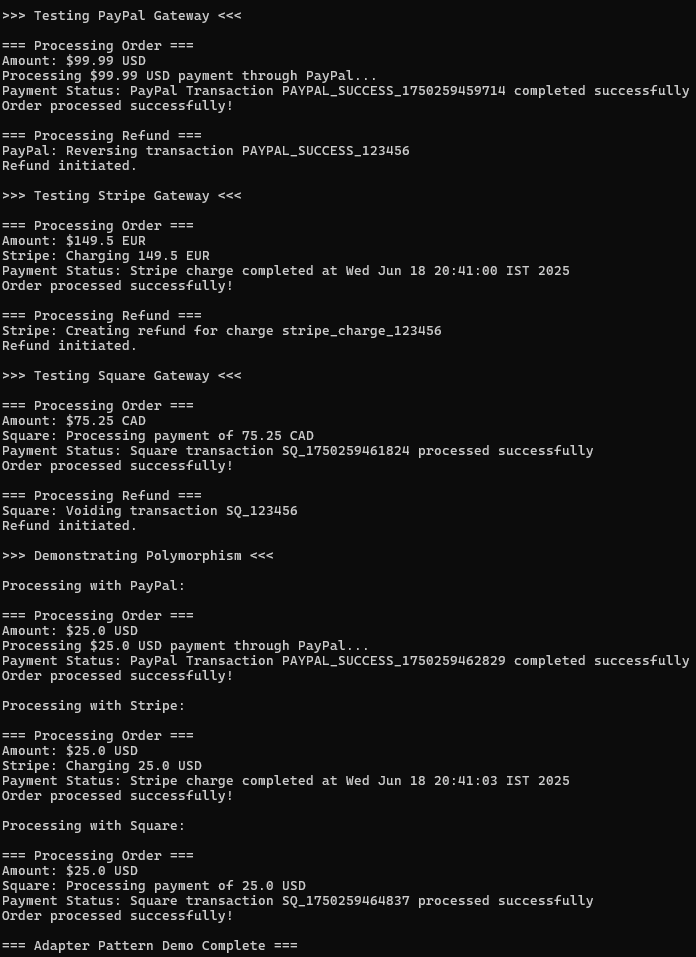 >>> Testing PayPal Gateway <<<
=== Processing Order ===
Amount: $99.99 USD
Processing $99.99 USD payment through PayPal...
Payment Status: PayPal Transaction PAYPAL_SUCCESS_1750259459714 completed successfully
Order processed successfully!
=== Processing Refund ===
PayPal: Reversing transaction PAYPAL_SUCCESS_123456
Refund initiated.
>>> Testing Stripe Gateway <<<
=== Processing Order ===
Amount: $149.5 EUR
Stripe: Charging 149.5 EUR
Payment Status: Stripe charge completed at Wed Jun 18 20:41:00 IST 2025
Order processed successfully!
=== Processing Refund ===
Stripe: Creating refund for charge stripe_charge_123456
Refund initiated.
>>> Testing Square Gateway <<<
=== Processing Order ===
Amount: $75.25 CAD
Square: Processing payment of 75.25 CAD
Payment Status: Square transaction SQ_1750259461824 processed successfully
Order processed successfully!
=== Processing Refund ===
Square: Voiding transaction SQ_123456
Refund initiated.
>>> Demonstrating Polymorphism <<<
Processing with PayPal:
=== Processing Order ===
Amount: $25.0 USD
Processing $25.0 USD payment through PayPal...
Payment Status: PayPal Transaction PAYPAL_SUCCESS_1750259462829 completed successfully
Order processed successfully!
Processing with Stripe:
=== Processing Order ===
Amount: $25.0 USD
Stripe: Charging 25.0 USD
Payment Status: Stripe charge completed at Wed Jun 18 20:41:03 IST 2025
Order processed successfully!
Processing with Square:
=== Processing Order ===
Amount: $25.0 USD
Square: Processing payment of 25.0 USD
Payment Status: Square transaction SQ_1750259464837 processed successfully
Order processed successfully!
=== Adapter Pattern Demo Complete ===